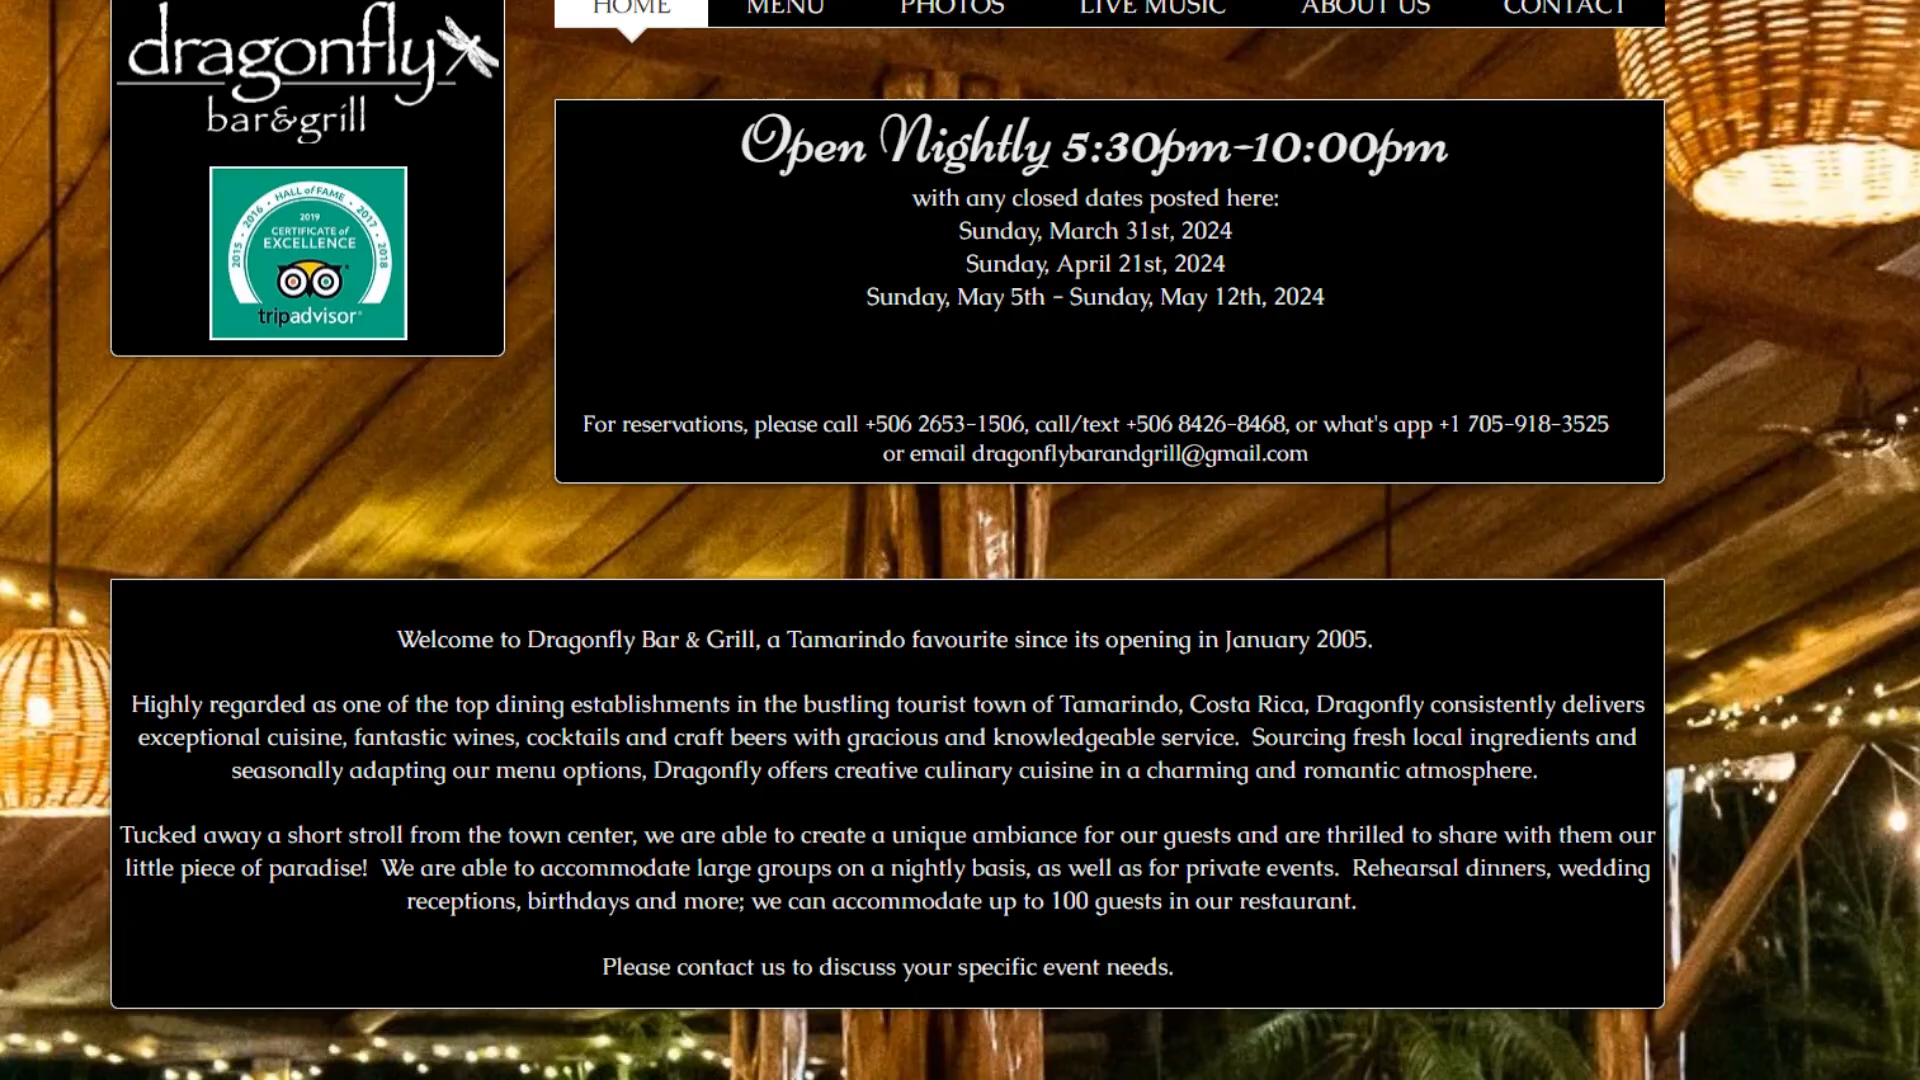 HOME MENU PHOTOS LIVE MUSIC ABOUT US CONTACT
dragonfly
bar&grill
2015 • 2016 • HALL of FAME • 2017 • 2018
2019
CERTIFICATE of
EXCELLENCE
tripadvisor®
Open Nightly 5:30pm-10:00pm
with any closed dates posted here:
Sunday, March 31st, 2024
Sunday, April 21st, 2024
Sunday, May 5th - Sunday, May 12th, 2024
For reservations, please call +506 2653-1506, call/text +506 8426-8468, or what's app +1 705-918-3525
or email dragonflybarandgrill@gmail.com
Welcome to Dragonfly Bar & Grill, a Tamarindo favourite since its opening in January 2005.
Highly regarded as one of the top dining establishments in the bustling tourist town of Tamarindo, Costa Rica, Dragonfly consistently delivers
exceptional cuisine, fantastic wines, cocktails and craft beers with gracious and knowledgeable service.  Sourcing fresh local ingredients and
seasonally adapting our menu options, Dragonfly offers creative culinary cuisine in a charming and romantic atmosphere.
Tucked away a short stroll from the town center, we are able to create a unique ambiance for our guests and are thrilled to share with them our
little piece of paradise!  We are able to accommodate large groups on a nightly basis, as well as for private events.  Rehearsal dinners, wedding
receptions, birthdays and more; we can accommodate up to 100 guests in our restaurant.
Please contact us to discuss your specific event needs.